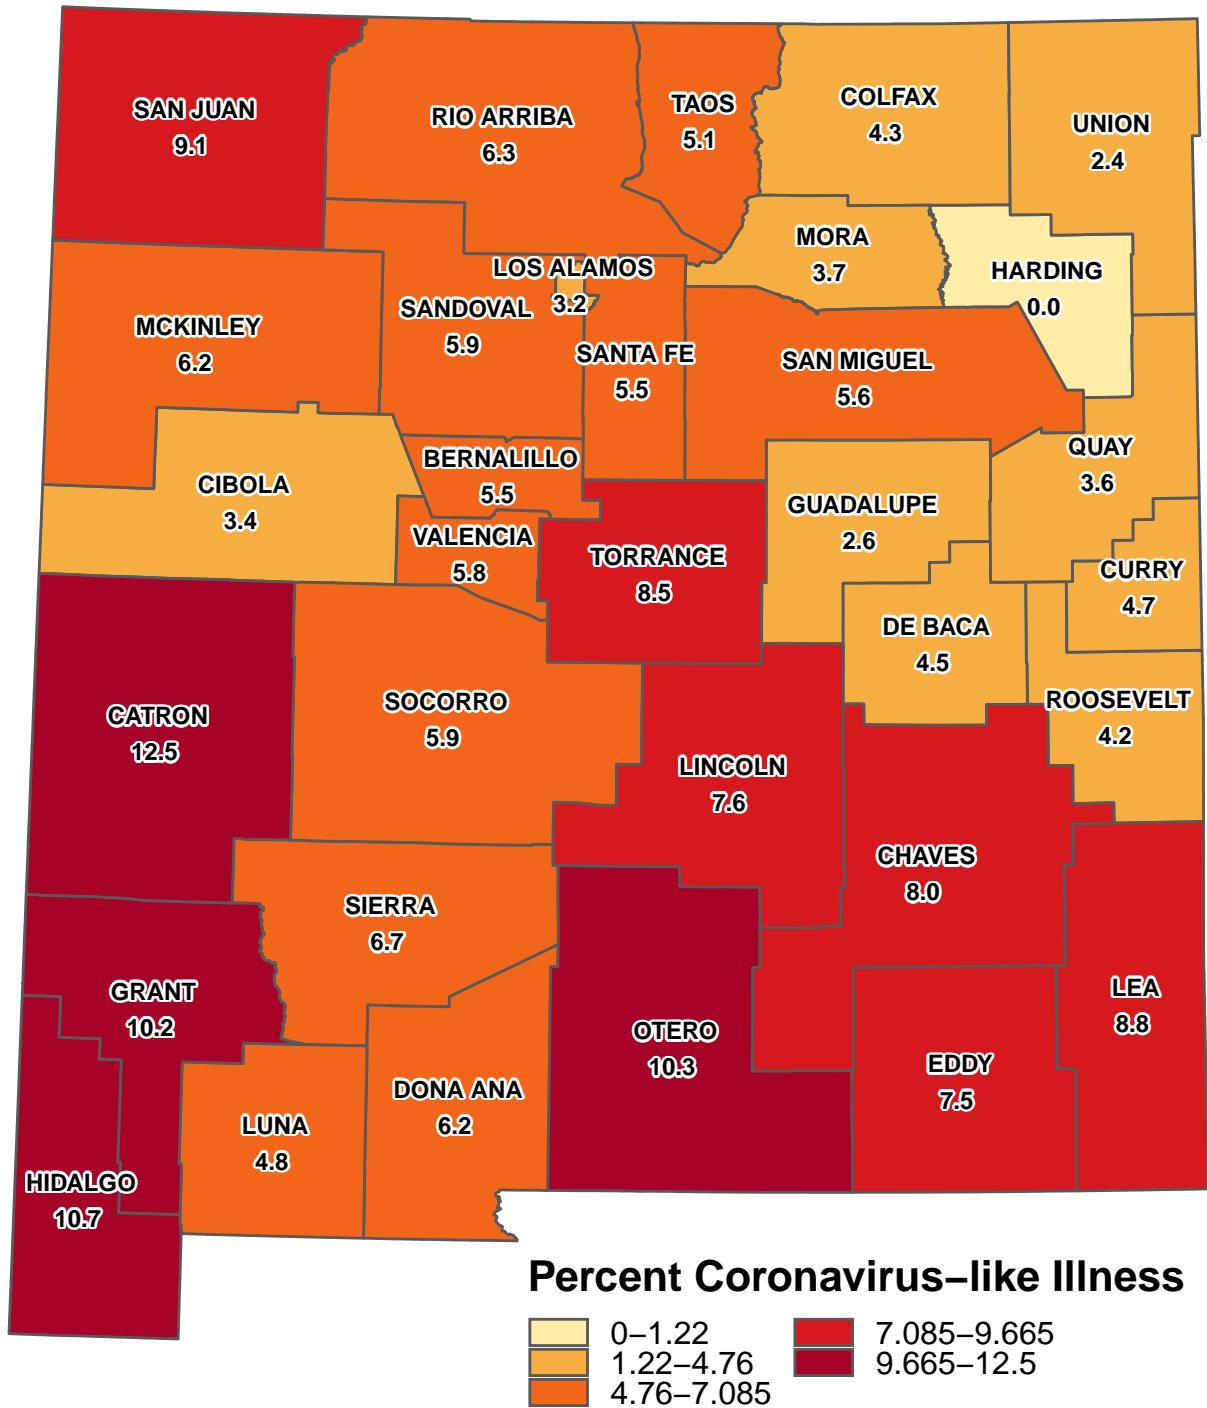 SAN JUAN
9.1
RIO ARRIBA
6.3
TAOS
5.1
COLFAX
4.3
UNION
2.4
MORA
3.7
HARDING
0.0
LOS ALAMOS
3.2
SANDOVAL
5.9
MCKINLEY
6.2
SANTA FE
5.5
SAN MIGUEL
5.6
QUAY
3.6
BERNALILLO
5.5
CIBOLA
3.4
GUADALUPE
2.6
VALENCIA
5.8
TORRANCE
8.5
CURRY
4.7
DE BACA
4.5
CATRON
12.5
SOCORRO
5.9
ROOSEVELT
4.2
LINCOLN
7.6
CHAVES
8.0
SIERRA
6.7
GRANT
10.2
LEA
8.8
OTERO
10.3
EDDY
7.5
DONA ANA
6.2
LUNA
4.8
HIDALGO
10.7
Percent Coronavirus−like Illness
0−1.22
1.22−4.76
4.76−7.085
7.085−9.665
9.665−12.5